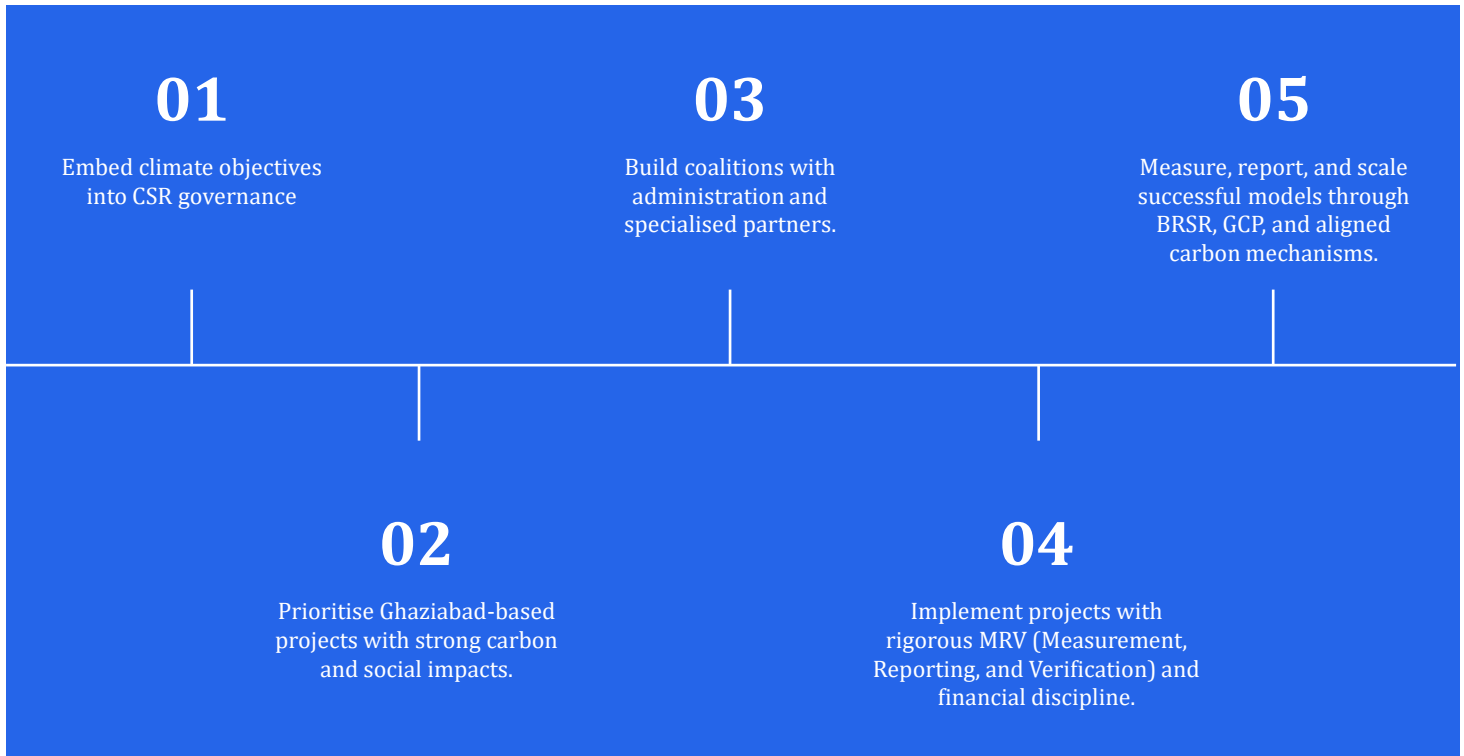 01
Embed climate objectives
into CSR governance
02
Prioritise Ghaziabad-based
projects with strong carbon
and social impacts.
03
Build coalitions with
administration and
specialised partners.
04
Implement projects with
rigorous MRV (Measurement,
Reporting, and Verification) and
financial discipline.
05
Measure, report, and scale
successful models through
BRSR, GCP, and aligned
carbon mechanisms.